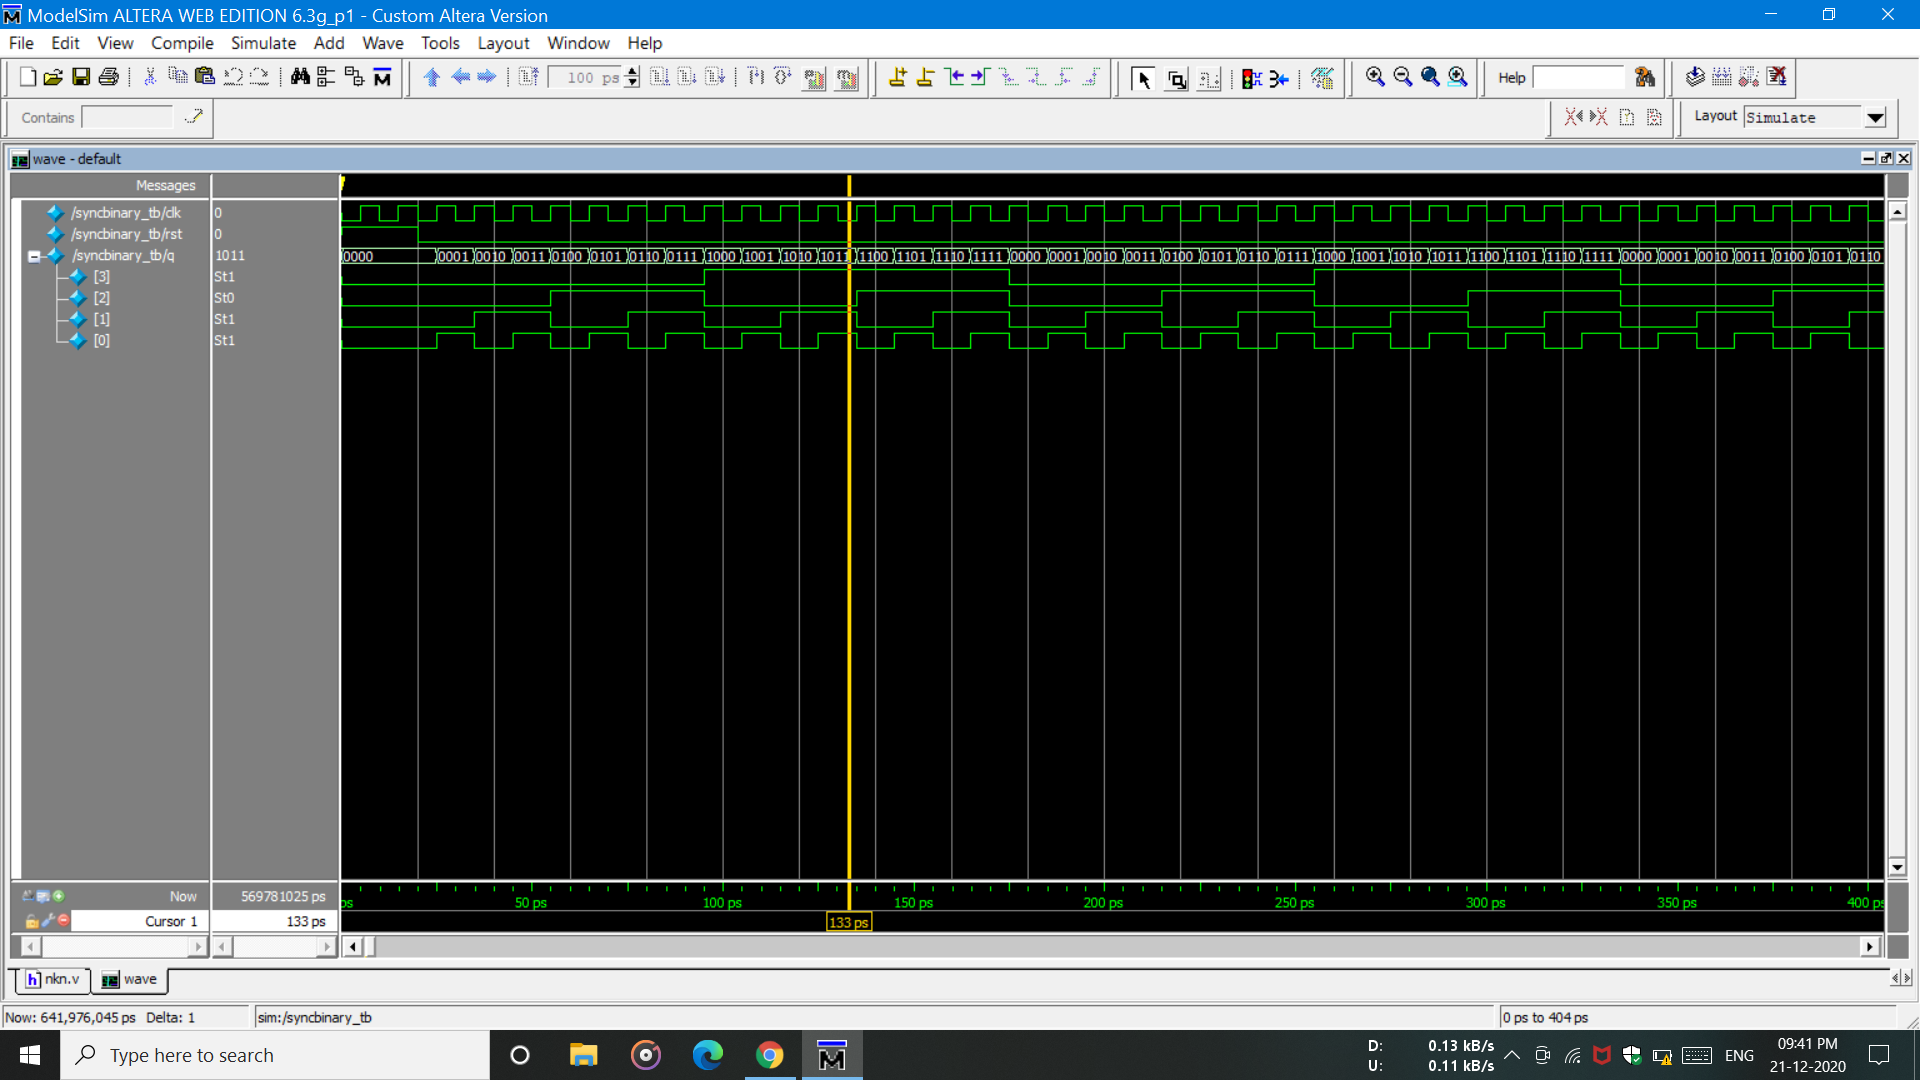 ModelSim ALTERA WEB EDITION 6.3g_p1 - Custom Altera Version
File Edit View Compile Simulate Add Wave Tools Layout Window Help
100 ps
Help
Contains
Layout Simulate
wave - default
Messages
/syncbinary_tb/clk 0
/syncbinary_tb/rst 0
/syncbinary_tb/q 1011 0000 0001 0010 0011 0100 0101 0110 0111 1000 1001 1010 1011 1100 1101 1110 1111 0000 0001 0010 0011 0100 0101 0110 0111 1000 1001 1010 1011 1100 1101 1110 1111 0000 0001 0010 0011 0100 0101 0110
[3] St1
[2] St0
[1] St1
[0] St1
Now 569781025 ps
ps 50 ps 100 ps 150 ps 200 ps 250 ps 300 ps 350 ps 400 ps
Cursor 1 133 ps 133 ps
nkn.v wave
Now: 641,976,045 ps Delta: 1 sim:/syncbinary_tb 0 ps to 404 ps
Type here to search
D: 0.13 kB/s
U: 0.11 kB/s
ENG
09:41 PM
21-12-2020